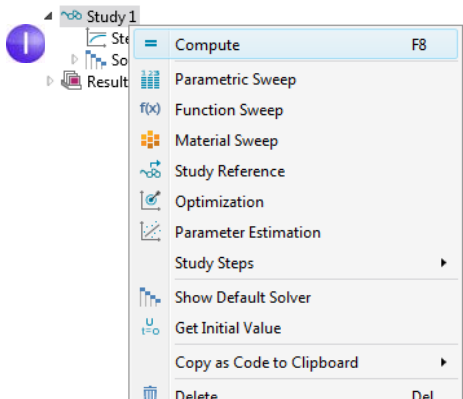 Study 1
Ste
So
Result
Compute F8
Parametric Sweep
f(x) Function Sweep
Material Sweep
Study Reference
Optimization
Parameter Estimation
Study Steps
Show Default Solver
U t=0 Get Initial Value
Copy as Code to Clipboard
Delete Del